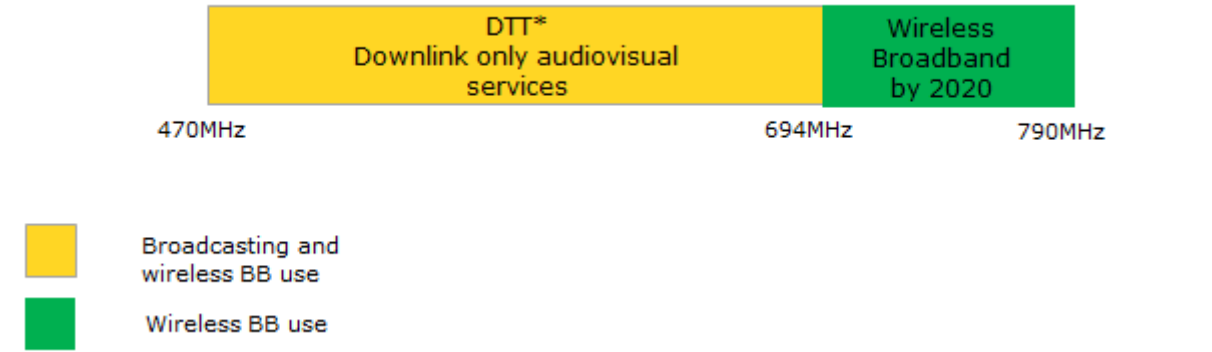 DTT*
Downlink only audiovisual
services
Wireless
Broadband
by 2020
470MHz
694MHz
790MHz
Broadcasting and
wireless BB use
Wireless BB use